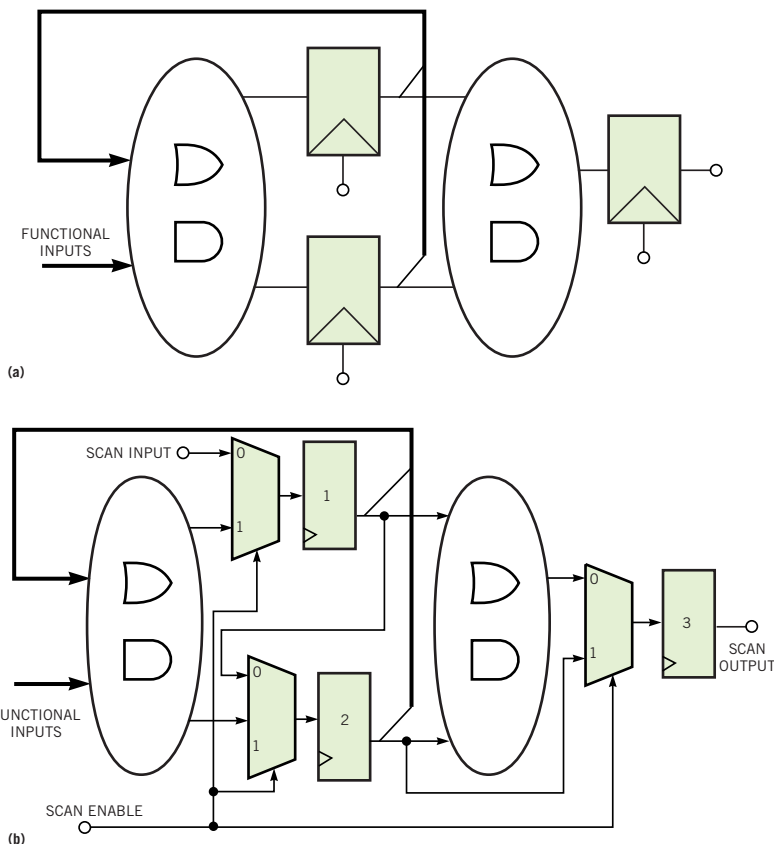 FUNCTIONAL
INPUTS
(a)
SCAN INPUT
0
1
1
0
1
2
0
1
3
SCAN
OUTPUT
UNCTIONAL
INPUTS
SCAN ENABLE
(b)